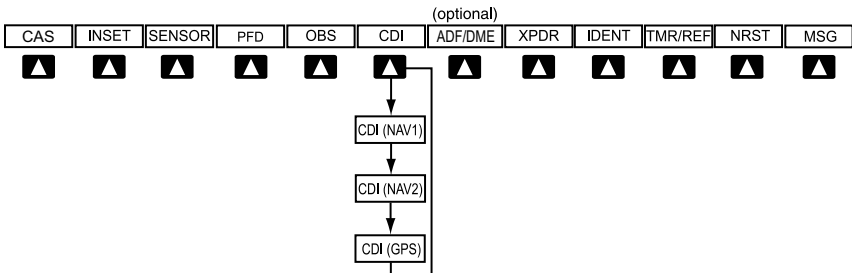 (optional)
CAS INSET SENSOR PFD OBS CDI ADF/DME XPDR IDENT TMR/REF NRST MSG
CDI (NAV1)
CDI (NAV2)
CDI (GPS)